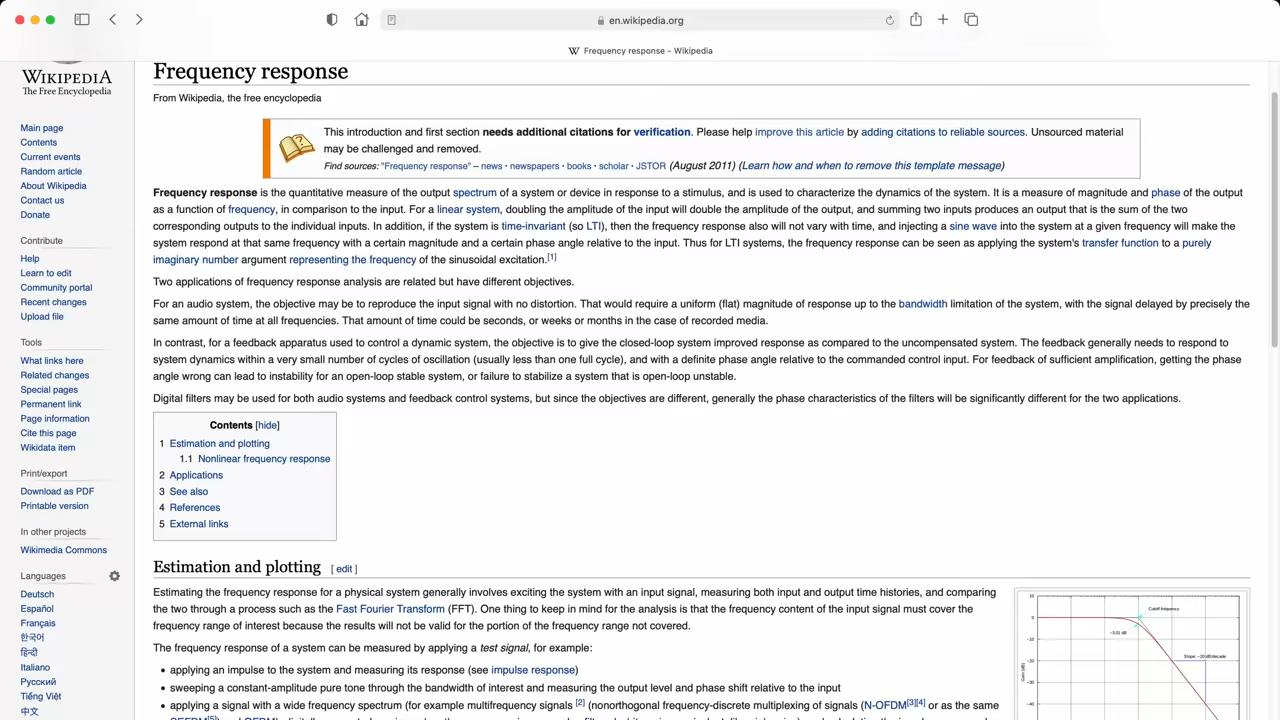 en.wikipedia.org
W Frequency response – Wikipedia
WIKIPEDIA
The Free Encyclopedia
Main page
Contents
Current events
Random article
About Wikipedia
Contact us
Donate
Contribute
Help
Learn to edit
Community portal
Recent changes
Upload file
Tools
What links here
Related changes
Special pages
Permanent link
Page information
Cite this page
Wikidata item
Print/export
Download as PDF
Printable version
In other projects
Wikimedia Commons
Languages
Deutsch
Español
Français
한국어
हिन्दी
Italiano
Русский
Tiếng Việt
中文
Frequency response
From Wikipedia, the free encyclopedia
This introduction and first section needs additional citations for verification. Please help improve this article by adding citations to reliable sources. Unsourced material
may be challenged and removed.
Find sources: "Frequency response" – news · newspapers · books · scholar · JSTOR (August 2011) (Learn how and when to remove this template message)
Frequency response is the quantitative measure of the output spectrum of a system or device in response to a stimulus, and is used to characterize the dynamics of the system. It is a measure of magnitude and phase of the output
as a function of frequency, in comparison to the input. For a linear system, doubling the amplitude of the input will double the amplitude of the output, and summing two inputs produces an output that is the sum of the two
corresponding outputs to the individual inputs. In addition, if the system is time-invariant (so LTI), then the frequency response also will not vary with time, and injecting a sine wave into the system at a given frequency will make the
system respond at that same frequency with a certain magnitude and a certain phase angle relative to the input. Thus for LTI systems, the frequency response can be seen as applying the system's transfer function to a purely
imaginary number argument representing the frequency of the sinusoidal excitation.[1]
Two applications of frequency response analysis are related but have different objectives.
For an audio system, the objective may be to reproduce the input signal with no distortion. That would require a uniform (flat) magnitude of response up to the bandwidth limitation of the system, with the signal delayed by precisely the
same amount of time at all frequencies. That amount of time could be seconds, or weeks or months in the case of recorded media.
In contrast, for a feedback apparatus used to control a dynamic system, the objective is to give the closed-loop system improved response as compared to the uncompensated system. The feedback generally needs to respond to
system dynamics within a very small number of cycles of oscillation (usually less than one full cycle), and with a definite phase angle relative to the commanded control input. For feedback of sufficient amplification, getting the phase
angle wrong can lead to instability for an open-loop stable system, or failure to stabilize a system that is open-loop unstable.
Digital filters may be used for both audio systems and feedback control systems, but since the objectives are different, generally the phase characteristics of the filters will be significantly different for the two applications.
Contents [hide]
1 Estimation and plotting
1.1 Nonlinear frequency response
2 Applications
3 See also
4 References
5 External links
Estimation and plotting [ edit ]
Estimating the frequency response for a physical system generally involves exciting the system with an input signal, measuring both input and output time histories, and comparing
the two through a process such as the Fast Fourier Transform (FFT). One thing to keep in mind for the analysis is that the frequency content of the input signal must cover the
frequency range of interest because the results will not be valid for the portion of the frequency range not covered.
The frequency response of a system can be measured by applying a test signal, for example:
• applying an impulse to the system and measuring its response (see impulse response)
• sweeping a constant-amplitude pure tone through the bandwidth of interest and measuring the output level and phase shift relative to the input
• applying a signal with a wide frequency spectrum (for example multifrequency signals [2] (nonorthogonal frequency-discrete multiplexing of signals (N-OFDM[3][4] or as the same
10
0
-10
-20
-30
-40
Gain (dB)
Cutoff frequency
-3.01 dB
Slope: -20 dB/decade